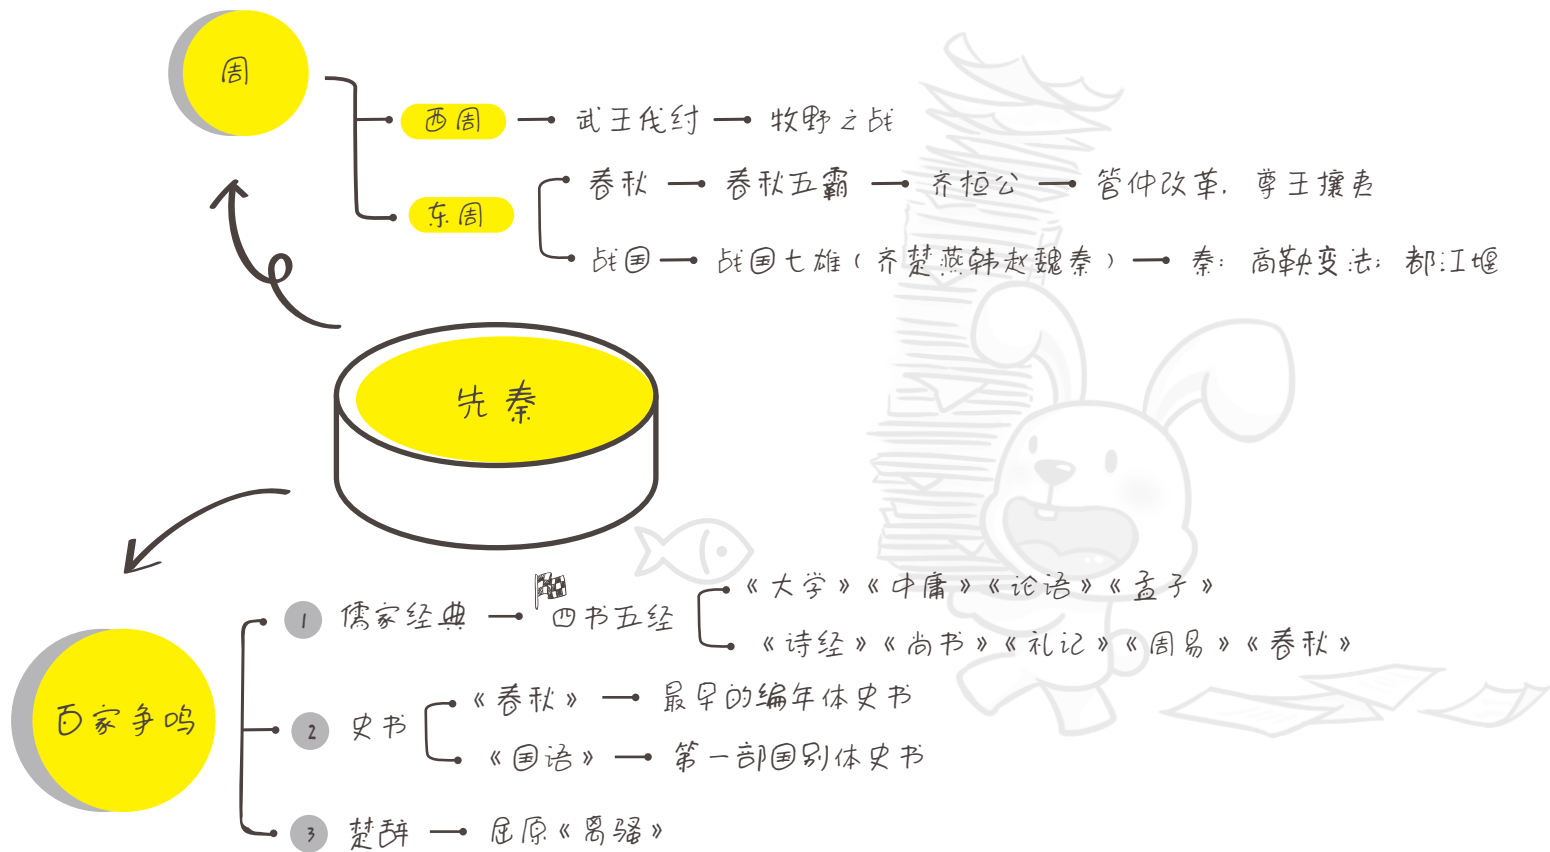 周
西周 武王伐纣 牧野之战
春秋 春秋五霸 齐桓公 管仲改革，尊王攘夷
东周
战国 战国七雄（齐楚燕韩赵魏秦） 秦：商鞅变法；都江堰
先秦
《大学》《中庸》《论语》《孟子》
1 儒家经典 四书五经
《诗经》《尚书》《礼记》《周易》《春秋》
百家争鸣
《春秋》 最早的编年体史书
2 史书
《国语》 第一部国别体史书
3 楚辞 屈原《离骚》